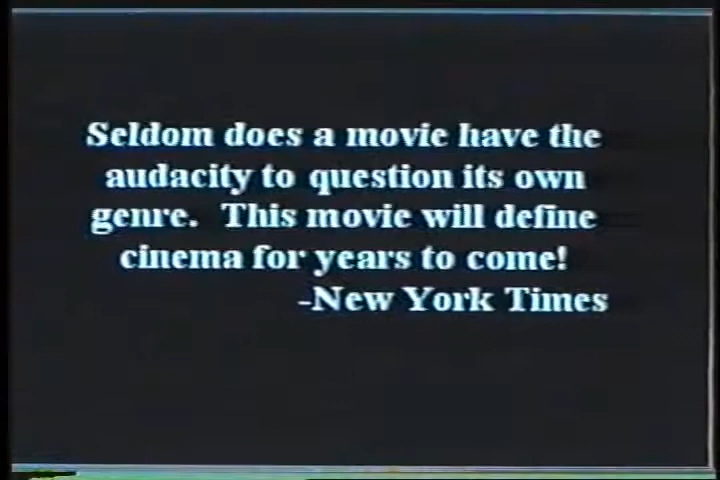 Seldom does a movie have the
audacity to question its own
genre.  This movie will define
cinema for years to come!
-New York Times